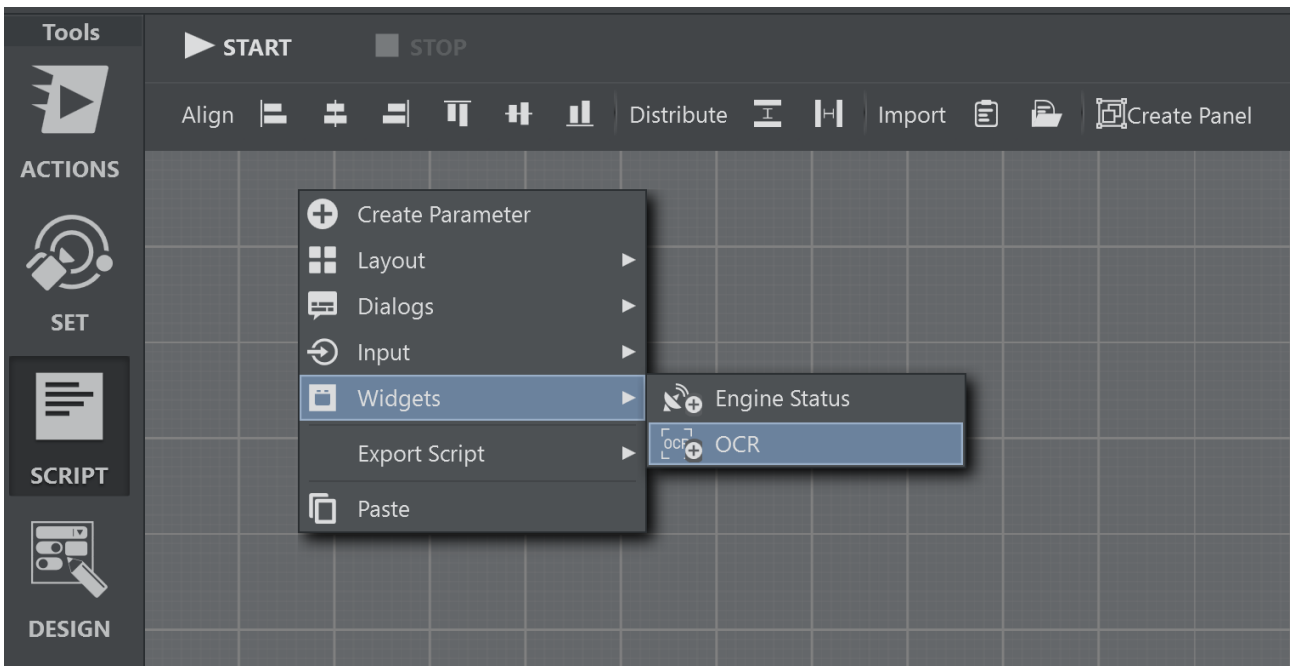 Tools
START
STOP
Align
Distribute
Import
Create Panel
ACTIONS
SET
SCRIPT
DESIGN
Create Parameter
Layout
Dialogs
Input
Widgets
Export Script
Paste
Engine Status
OCR
OCR